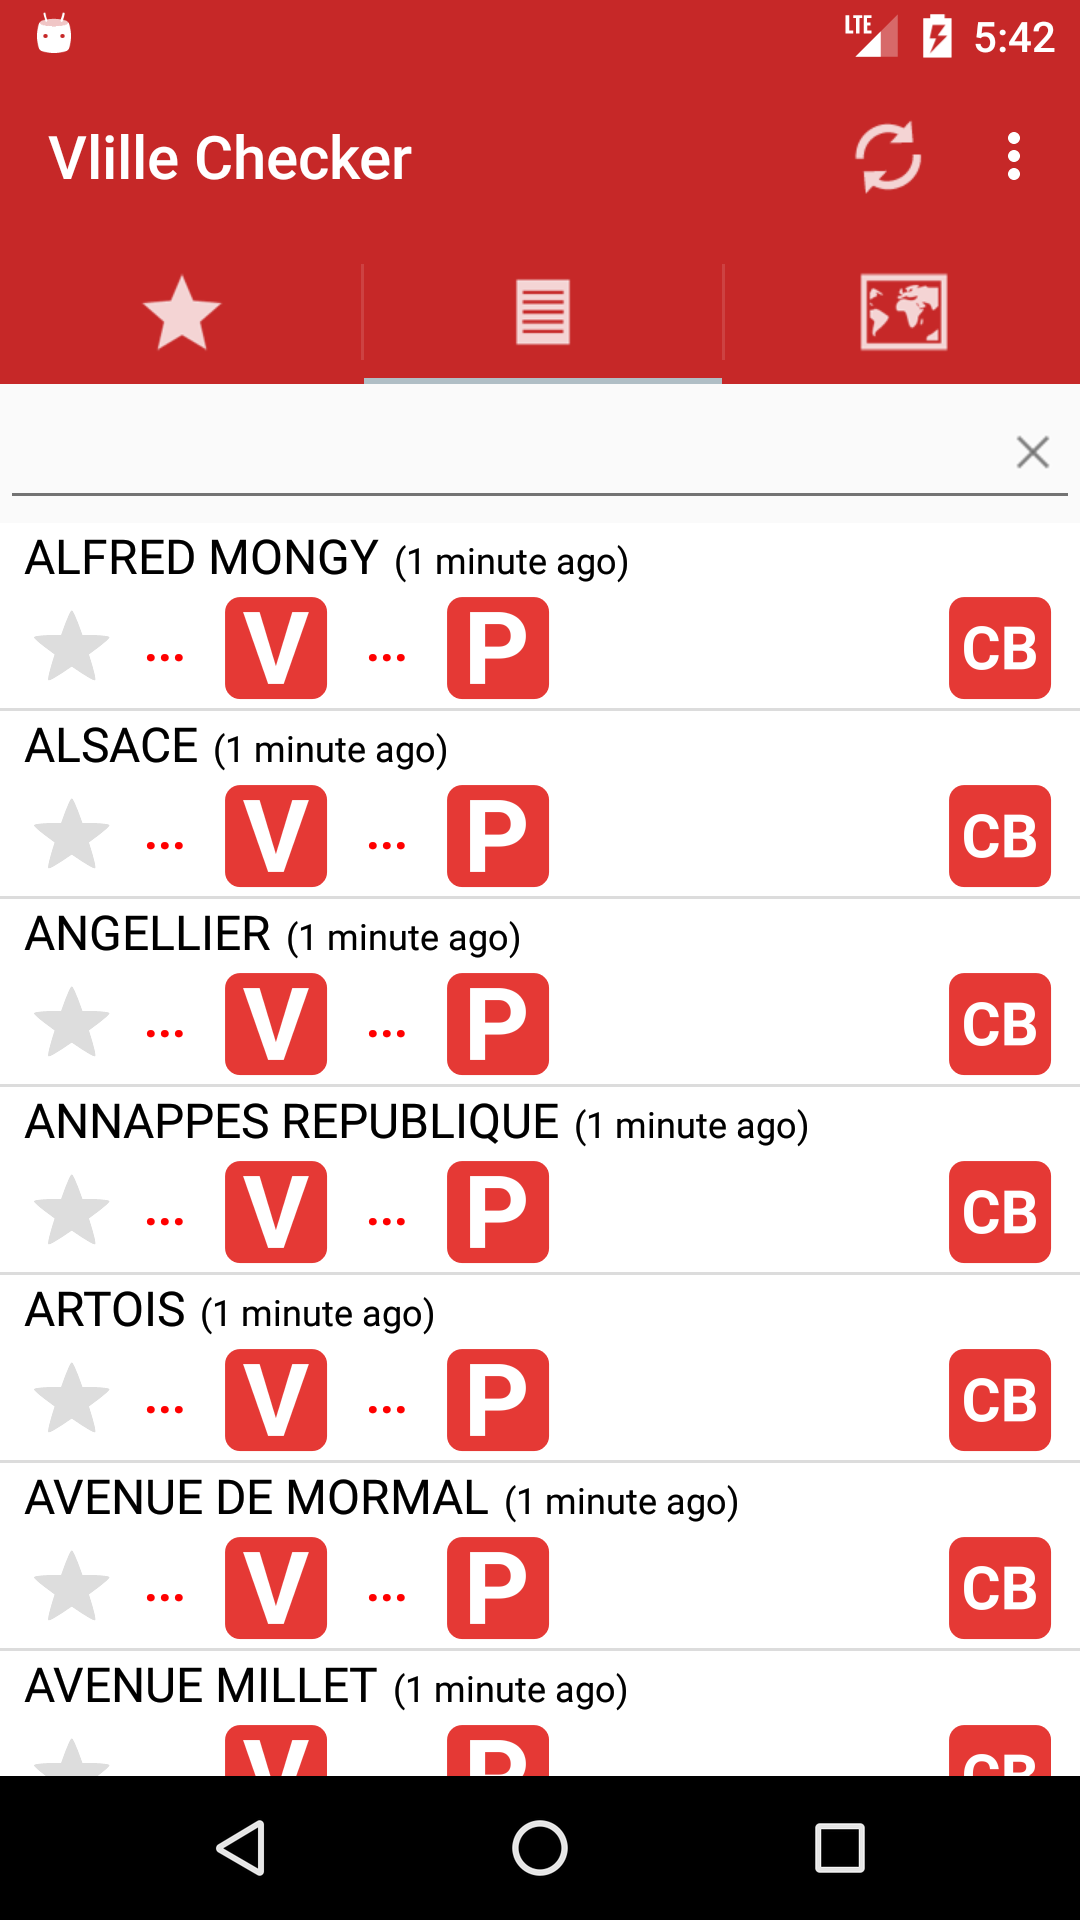 LTE 5:42
Vlille Checker
ALFRED MONGY (1 minute ago)
... V ... P CB
ALSACE (1 minute ago)
... V ... P CB
ANGELLIER (1 minute ago)
... V ... P CB
ANNAPPES REPUBLIQUE (1 minute ago)
... V ... P CB
ARTOIS (1 minute ago)
... V ... P CB
AVENUE DE MORMAL (1 minute ago)
... V ... P CB
AVENUE MILLET (1 minute ago)
V P CB